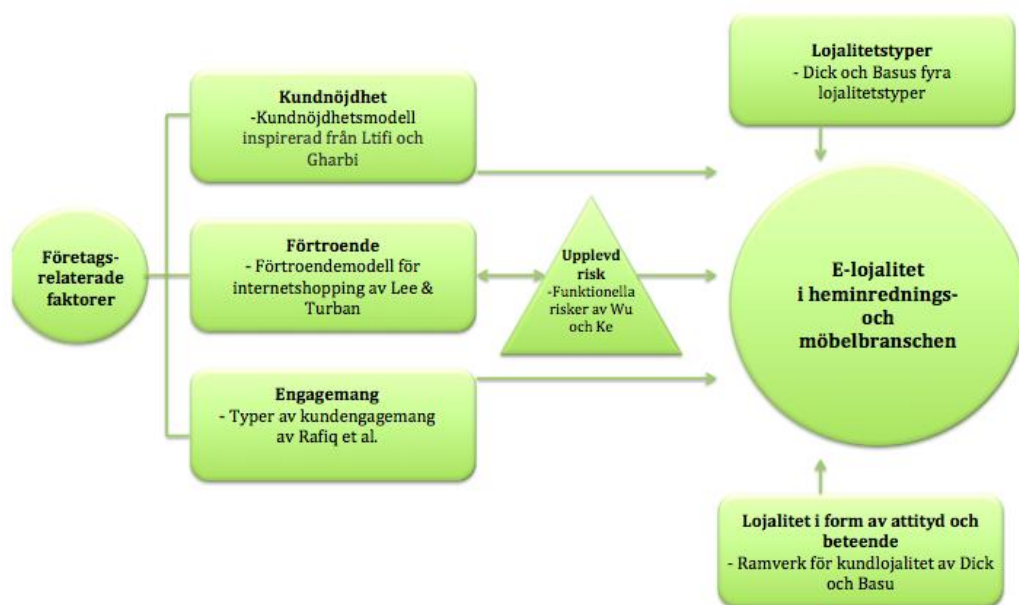 Företags-
relaterade
faktorer
Kundnöjdhet
-Kundnöjdhetsmodell
inspirerad från Ltifi och
Gharbi
Förtroende
- Förtroendemodell för
internetshopping av Lee &
Turban
Engagemang
- Typer av kundengagemang
av Rafiq et al.
Upplevd
risk
-Funktionella
risker av Wu
och Ke
Lojalitetstyper
- Dick och Basus fyra
lojalitetstyper
E-lojalitet
i heminrednings-
och
möbelbranschen
Lojalitet i form av attityd och
beteende
- Ramverk för kundlojalitet av Dick
och Basu